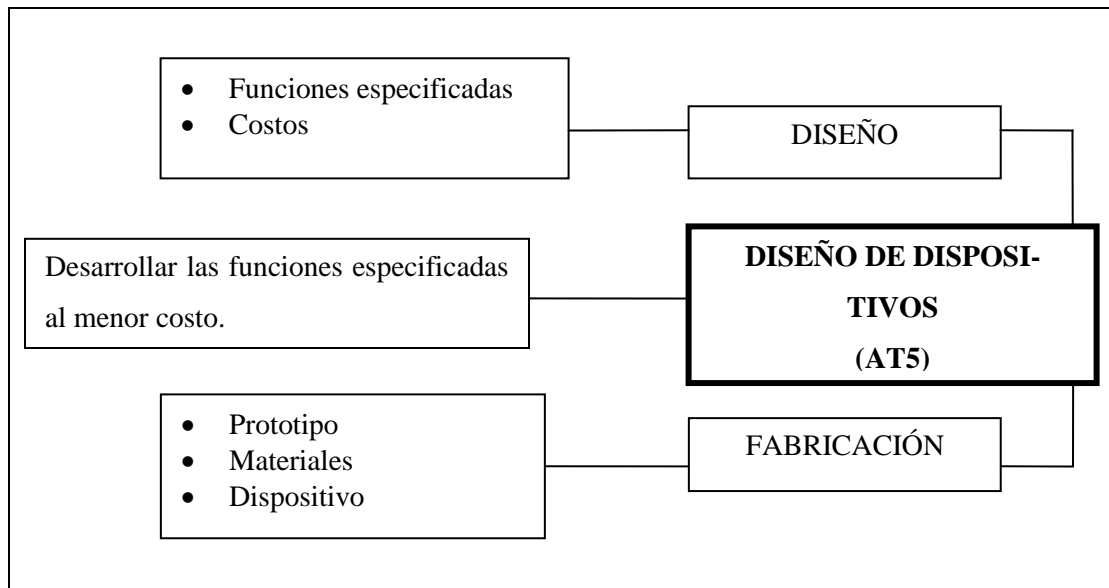 • Funciones especificadas
• Costos
DISEÑO
Desarrollar las funciones especificadas
al menor costo.
DISEÑO DE DISPOSI-
TIVOS
(AT5)
• Prototipo
• Materiales
• Dispositivo
FABRICACIÓN